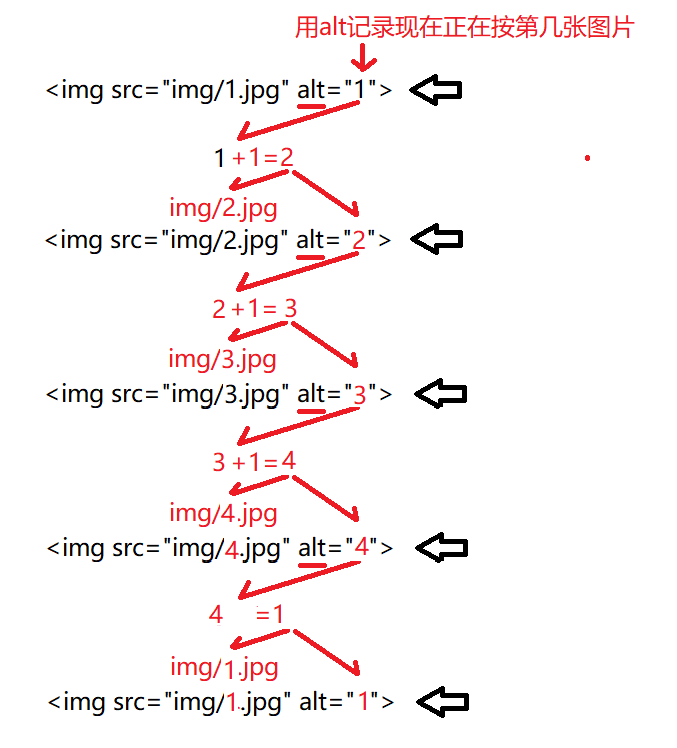 用alt记录现在正在按第几张图片
<img src="img/1.jpg" alt="1">
1 +1=2
img/2.jpg
<img src="img/2.jpg" alt="2">
2 +1= 3
img/3.jpg
<img src="img/3.jpg" alt="3">
3 +1= 4
img/4.jpg
<img src="img/4.jpg" alt="4">
4 =1
img/1.jpg
<img src="img/1..jpg" alt="1">